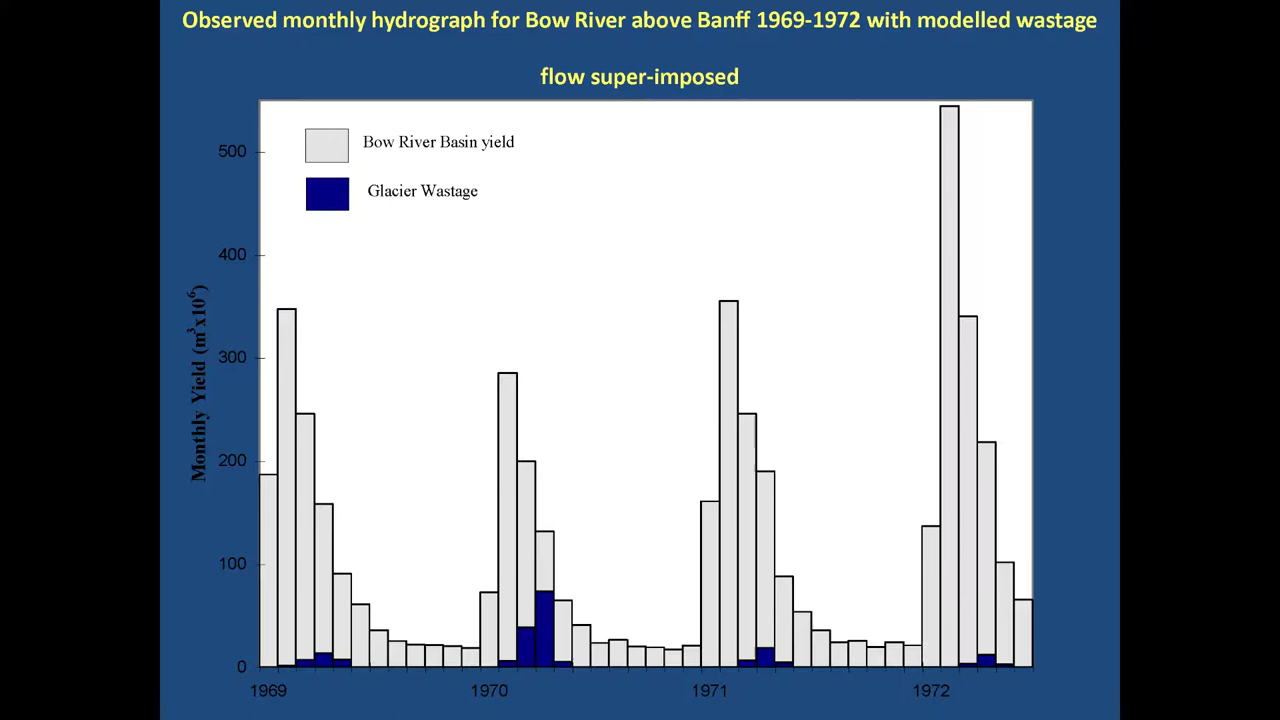 Observed monthly hydrograph for Bow River above Banff 1969-1972 with modelled wastage
flow super-imposed
Bow River Basin yield
Glacier Wastage
Monthly Yield (m³x10⁶)
500
400
300
200
100
0
1969 1970 1971 1972